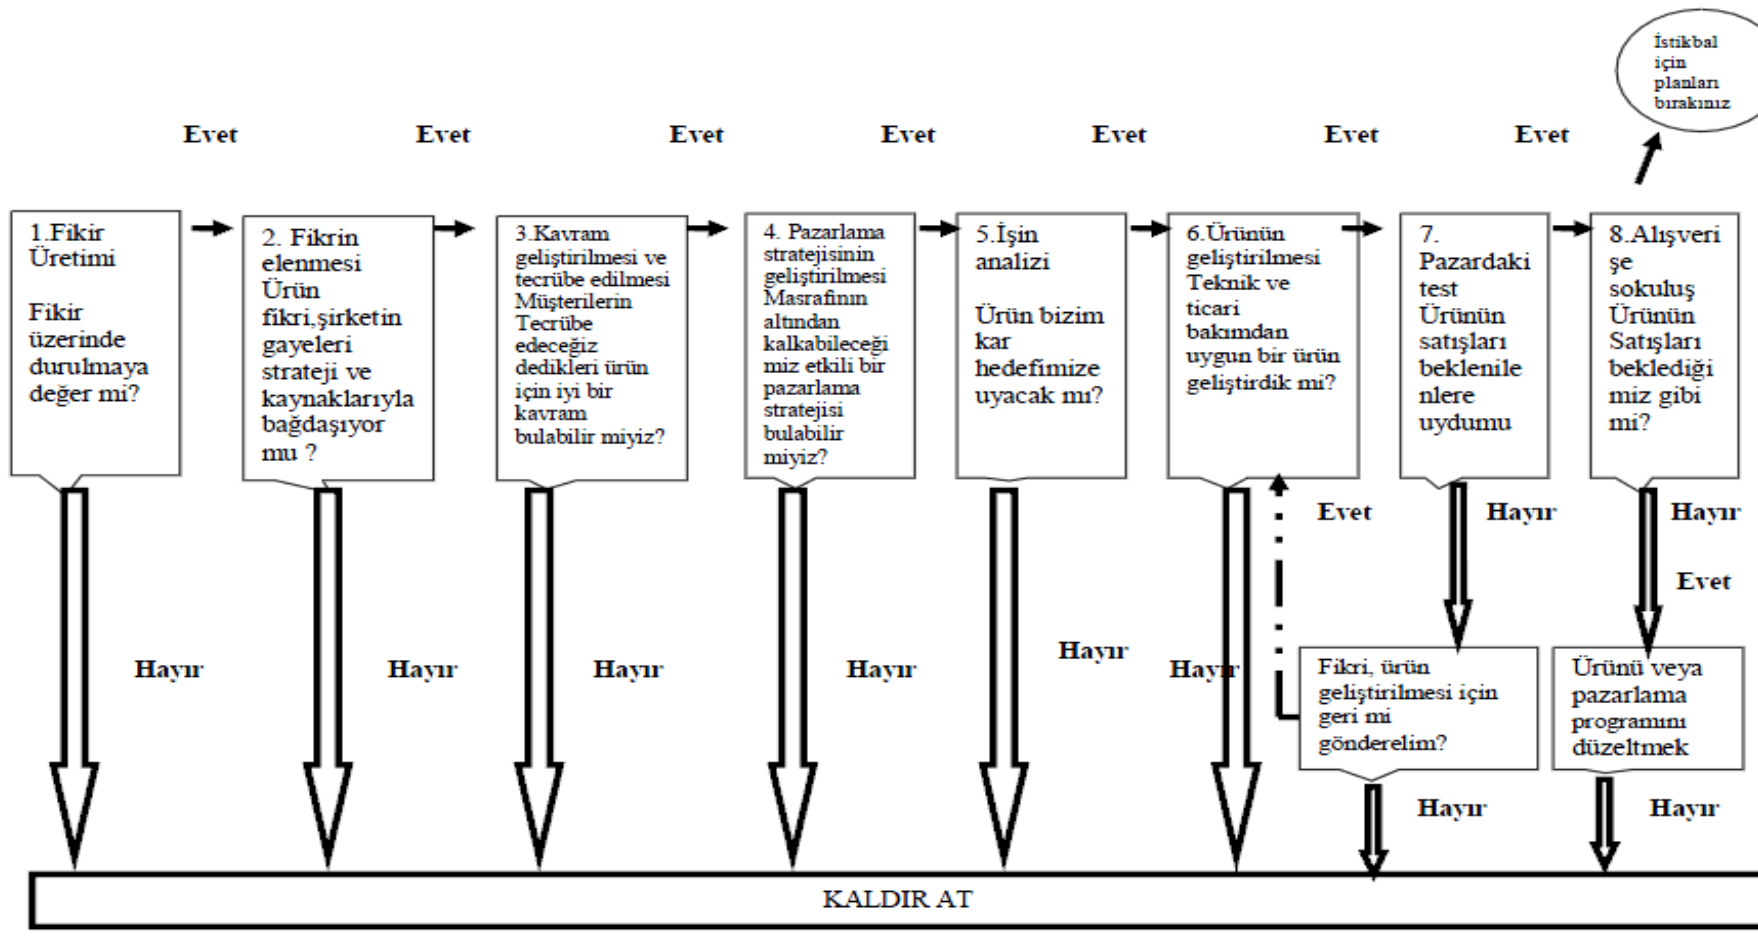 İstikbal
için
planları
bırakınız
Evet
Evet
Evet
Evet
Evet
Evet
Evet
1.Fikir
Üretimi
Fikir
üzerinde
durulmaya
değer mi?
2. Fikrin
elenmesi
Ürün
fikri,şirketin
gayeleri
strateji ve
kaynaklarıyla
bağdaşıyor
mu ?
3.Kavram
geliştirilmesi ve
tecrübe edilmesi
Müşterilerin
Tecrübe
edeceğiz
dedikleri ürün
için iyi bir
kavram
bulabilir miyiz?
4. Pazarlama
stratejisinin
geliştirilmesi
Masrafının
altından
kalkabileceği
miz etkili bir
pazarlama
stratejisi
bulabilir
miyiz?
5.İşin
analizi
Ürün bizim
kar
hedefimize
uyacak mı?
6.Ürünün
geliştirilmesi
Teknik ve
ticari
bakımdan
uygun bir ürün
geliştirdik mi?
7.
Pazardaki
test
Ürünün
satışları
beklenile
nlere
uydumu
8.Alışveri
şe
sokuluş
Ürünün
Satışları
beklediği
miz gibi
mi?
Evet
Hayır
Hayır
Evet
Hayır
Hayır
Hayır
Hayır
Hayır
Hayır
Fikri, ürün
geliştirilmesi için
geri mi
gönderelim?
Ürünü veya
pazarlama
programını
düzeltmek
Hayır
Hayır
KALDIR AT